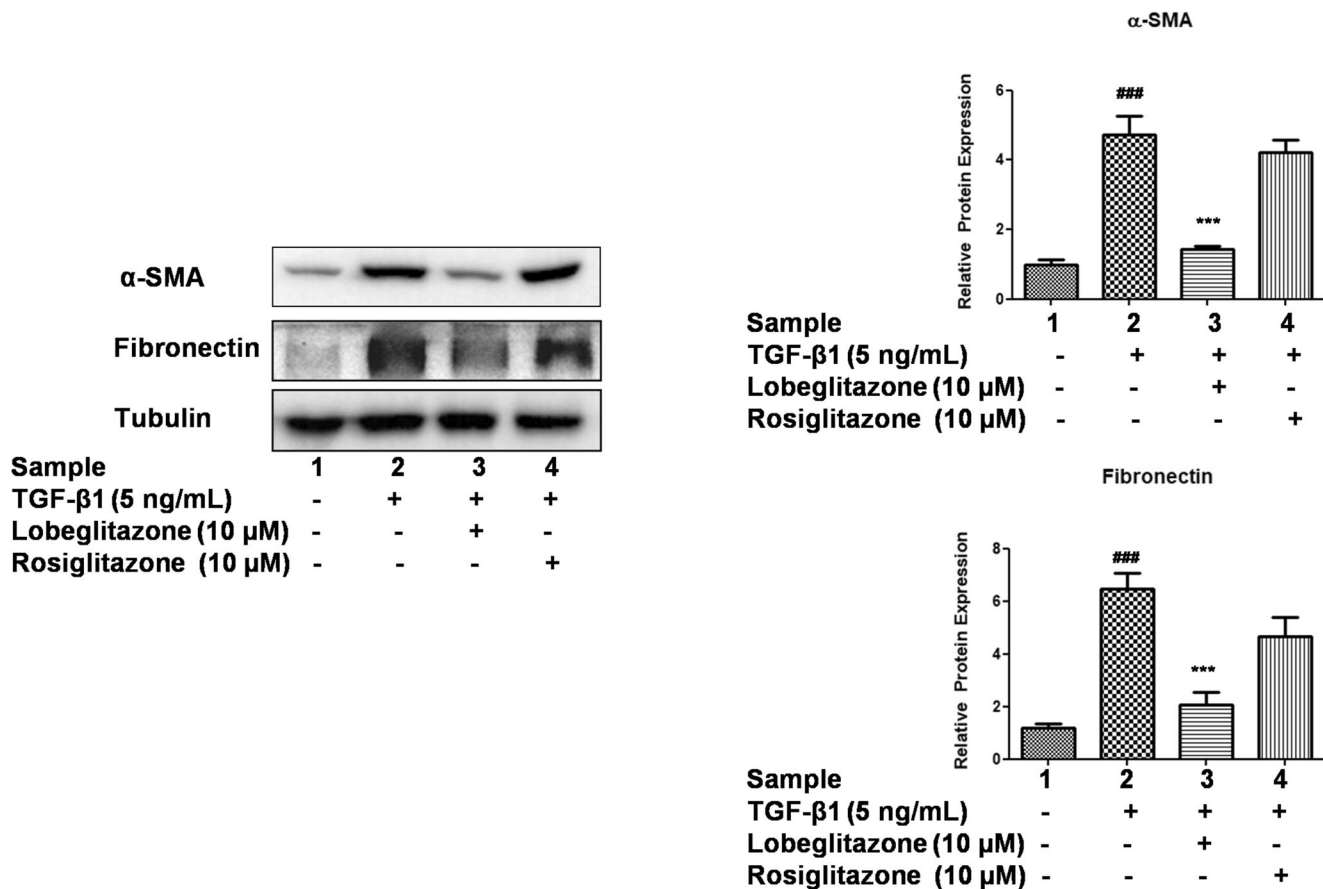 α-SMA
Fibronectin
Tubulin
Sample 1 2 3 4
TGF-β1 (5 ng/mL) - + + +
Lobeglitazone (10 μM) - - + -
Rosiglitazone (10 μM) - - - +
α-SMA
Relative Protein Expression
6
4
2
0
###
***
Sample 1 2 3 4
TGF-β1 (5 ng/mL) - + + +
Lobeglitazone (10 μM) - - + -
Rosiglitazone (10 μM) - - - +
Fibronectin
Relative Protein Expression
8
6
4
2
0
###
***
Sample 1 2 3 4
TGF-β1 (5 ng/mL) - + + +
Lobeglitazone (10 μM) - - + -
Rosiglitazone (10 μM) - - - +